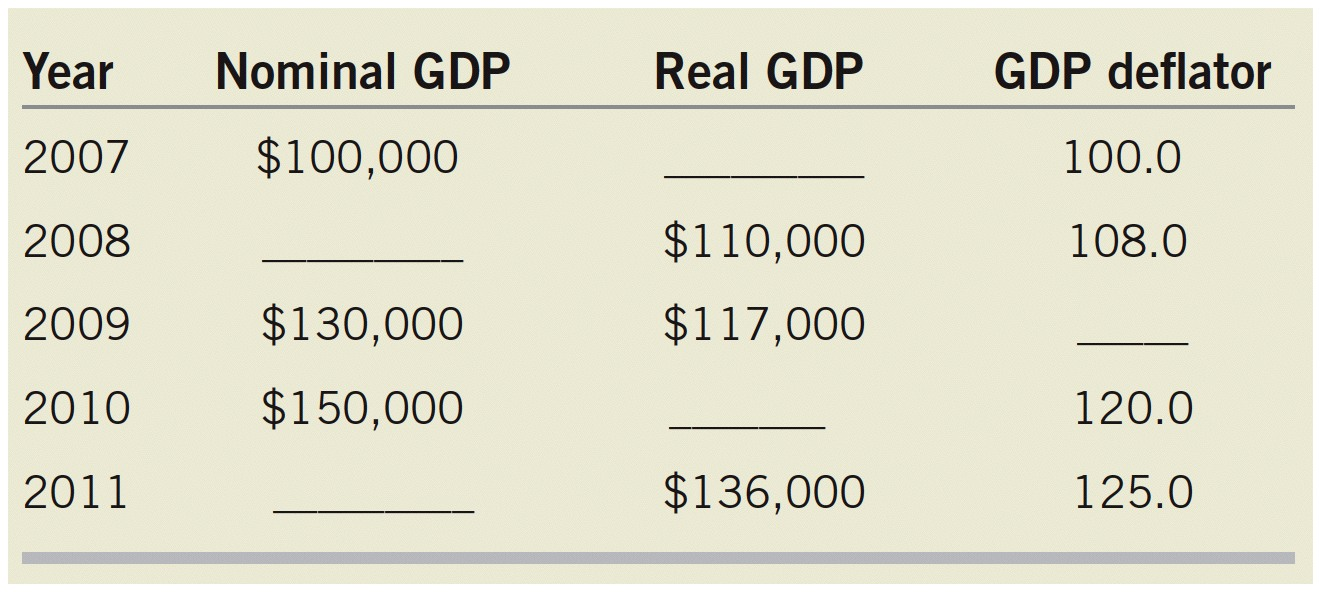 Year Nominal GDP Real GDP GDP deflator
2007 $100,000 ________ 100.0
2008 ________ $110,000 108.0
2009 $130,000 $117,000 _____
2010 $150,000 _______ 120.0
2011 ________ $136,000 125.0